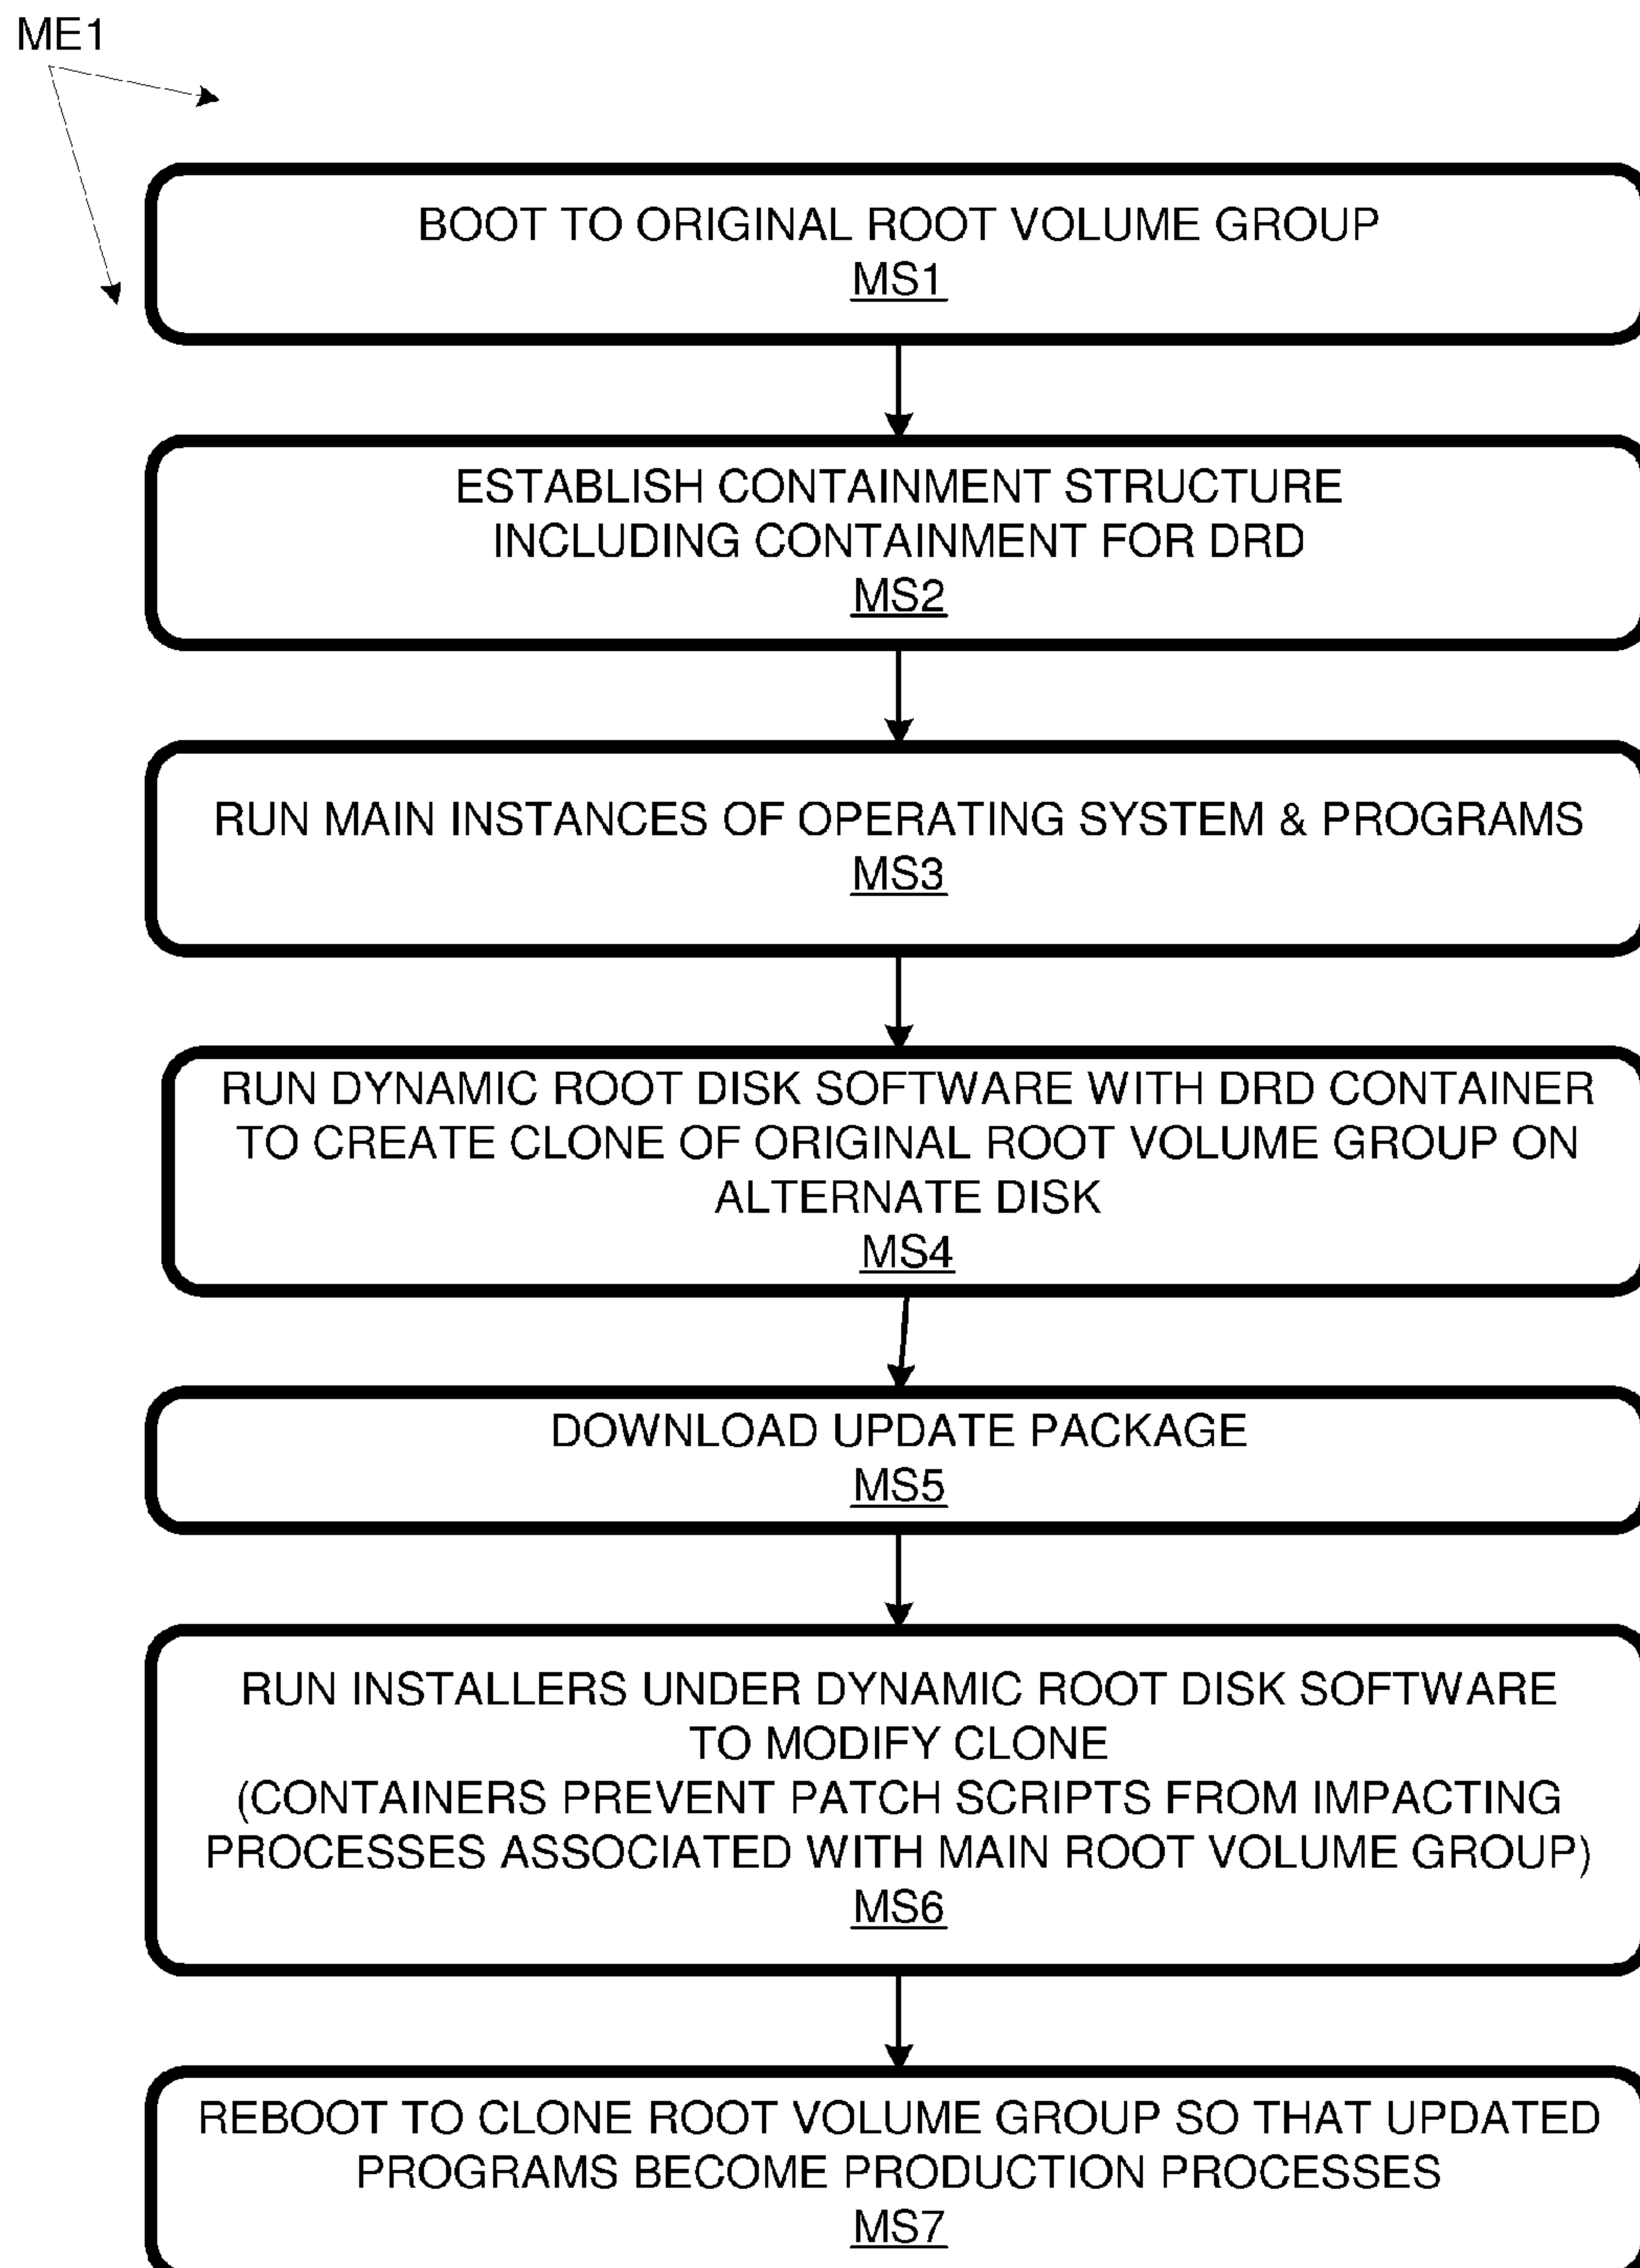 ME1
BOOT TO ORIGINAL ROOT VOLUME GROUP
MS1
ESTABLISH CONTAINMENT STRUCTURE
INCLUDING CONTAINMENT FOR DRD
MS2
RUN MAIN INSTANCES OF OPERATING SYSTEM & PROGRAMS
MS3
RUN DYNAMIC ROOT DISK SOFTWARE WITH DRD CONTAINER
TO CREATE CLONE OF ORIGINAL ROOT VOLUME GROUP ON
ALTERNATE DISK
MS4
DOWNLOAD UPDATE PACKAGE
MS5
RUN INSTALLERS UNDER DYNAMIC ROOT DISK SOFTWARE
TO MODIFY CLONE
(CONTAINERS PREVENT PATCH SCRIPTS FROM IMPACTING
PROCESSES ASSOCIATED WITH MAIN ROOT VOLUME GROUP)
MS6
REBOOT TO CLONE ROOT VOLUME GROUP SO THAT UPDATED
PROGRAMS BECOME PRODUCTION PROCESSES
MS7